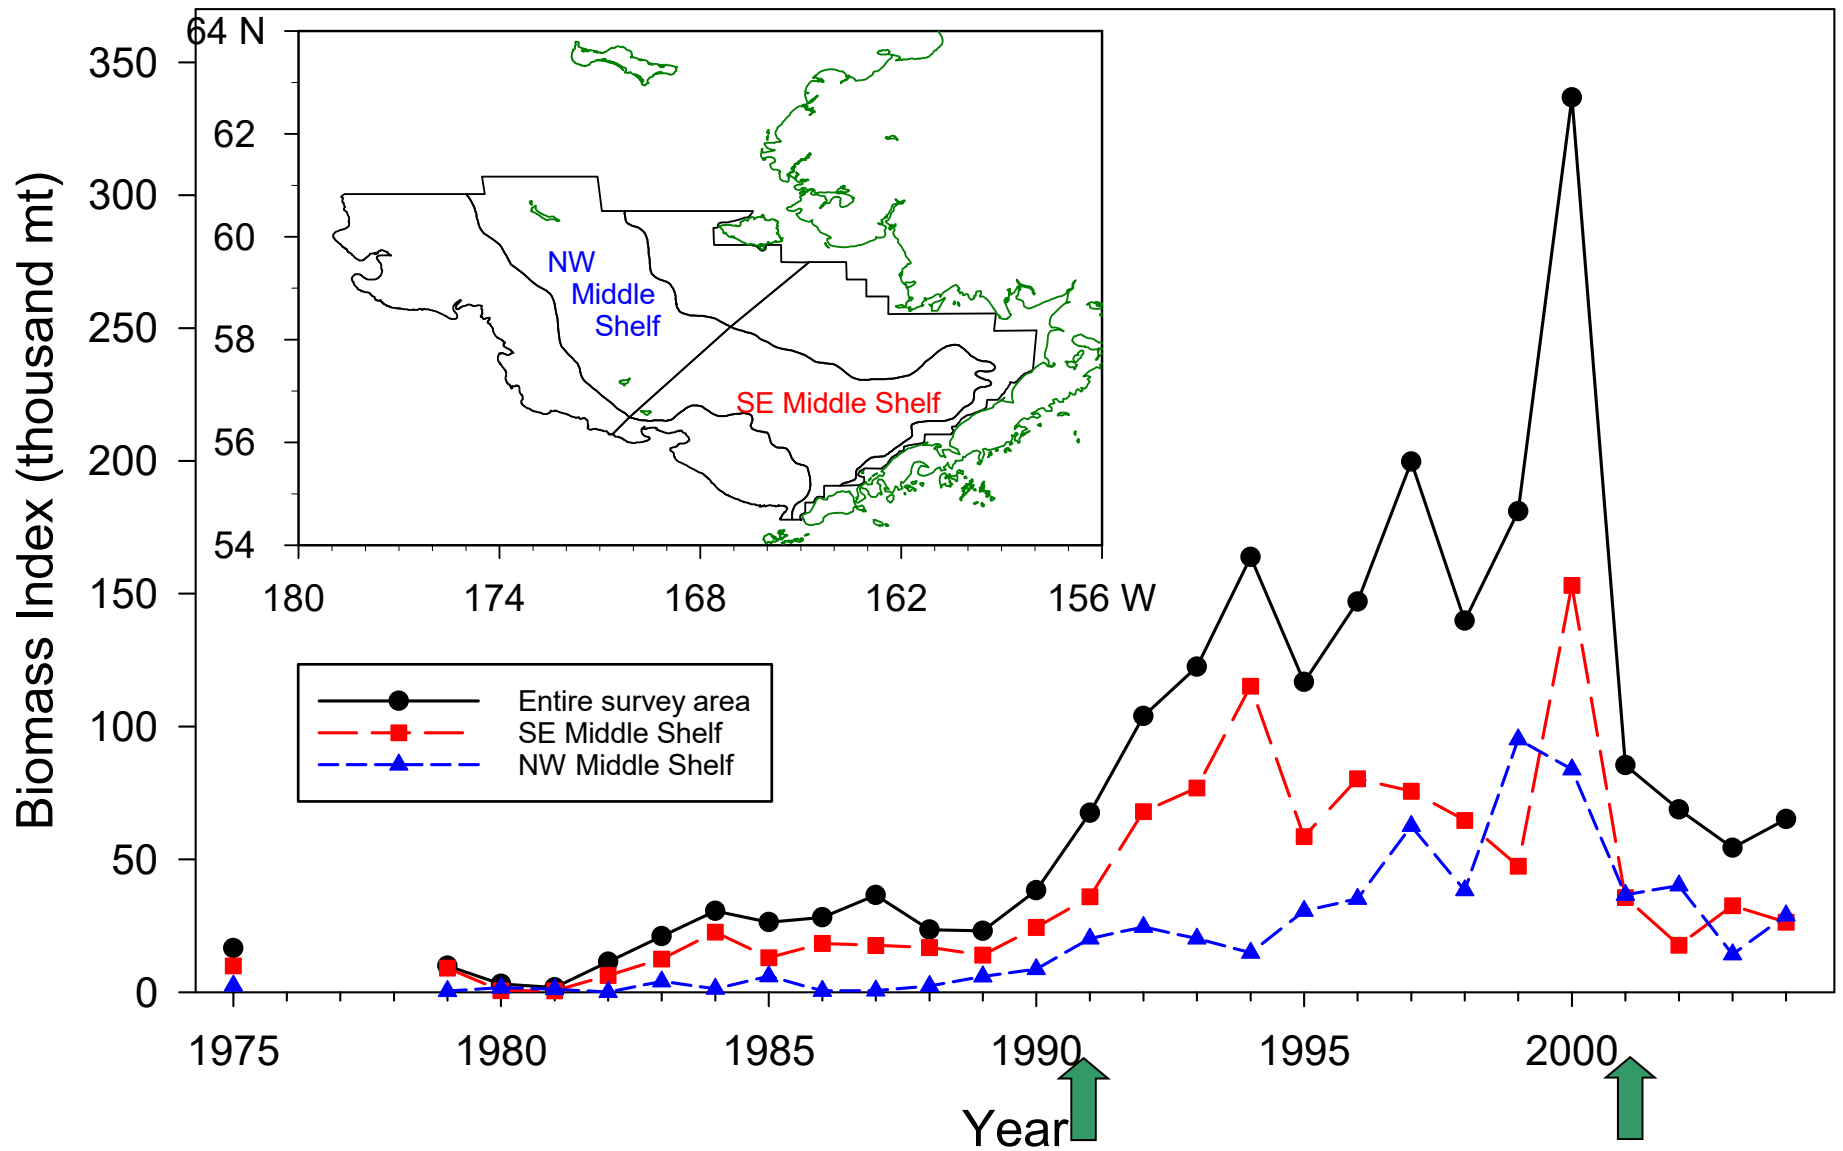 Biomass Index (thousand mt)
350
300
250
200
150
100
50
0
64 N
62
60
58
56
54
180
174
168
162
156 W
NW
Middle
Shelf
SE Middle Shelf
Entire survey area
SE Middle Shelf
NW Middle Shelf
1975
1980
1985
1990
1995
2000
Year